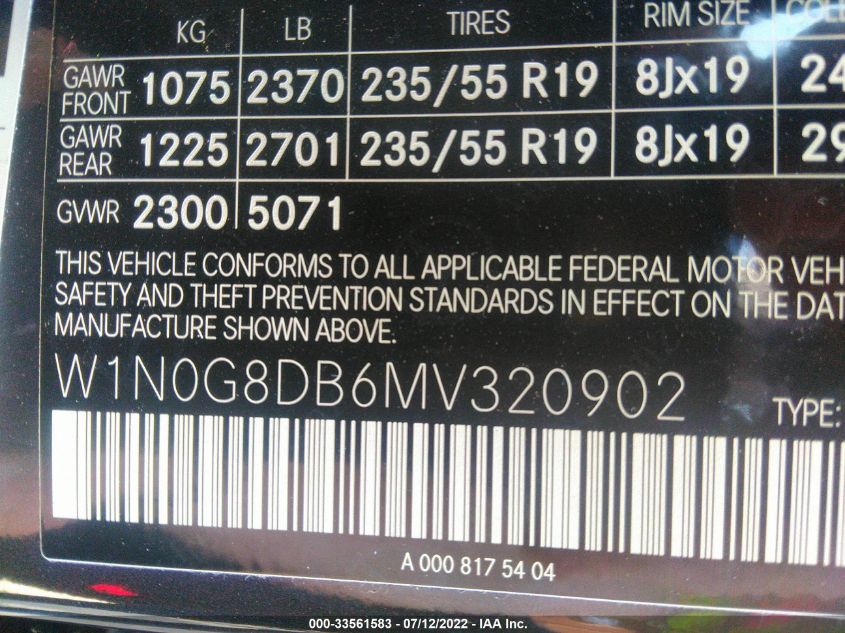 KG LB TIRES RIM SIZE
GAWR FRONT 1075 2370 235/55 R19 8Jx19 24
GAWR REAR 1225 2701 235/55 R19 8Jx19 29
GVWR 2300 5071
THIS VEHICLE CONFORMS TO ALL APPLICABLE FEDERAL MOTOR VEH
SAFETY AND THEFT PREVENTION STANDARDS IN EFFECT ON THE DAT
MANUFACTURE SHOWN ABOVE.
W1N0G8DB6MV320902 TYPE:
A 000 817 54 04
000-33561583 - 07/12/2022 - IAA Inc.